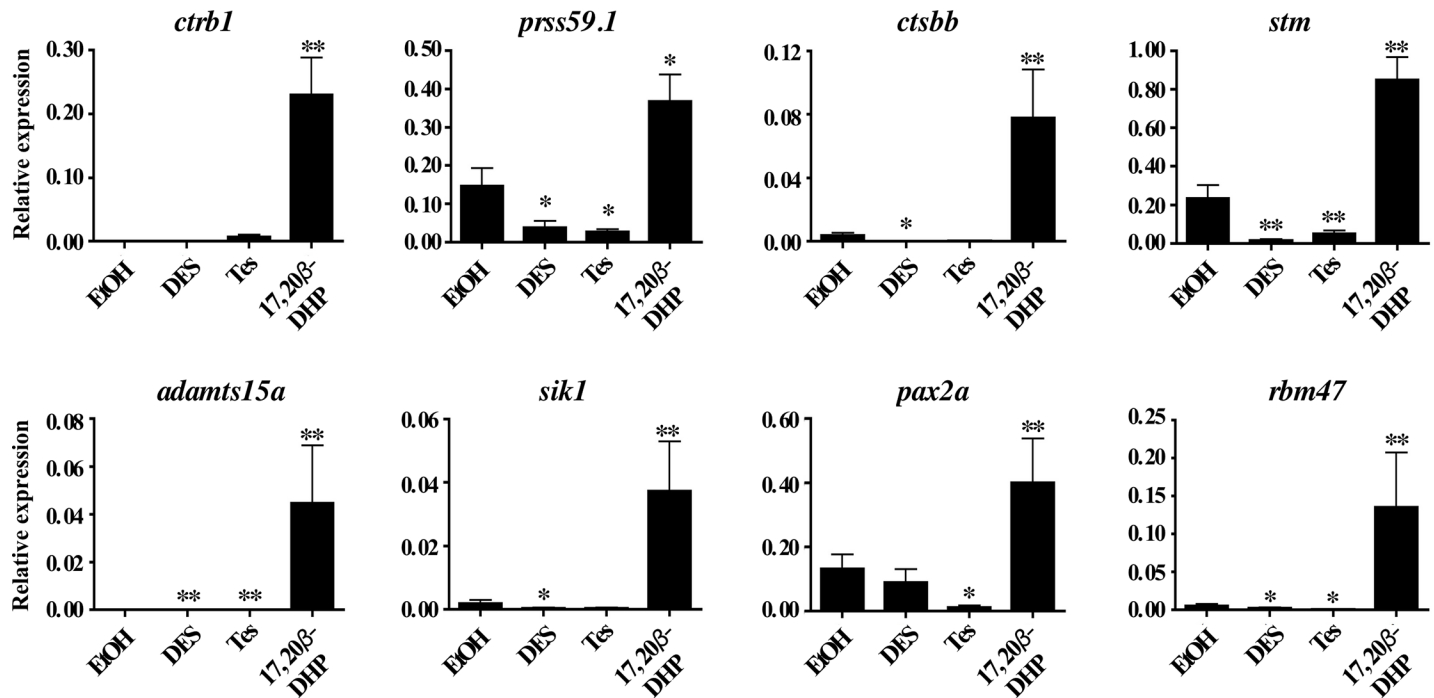 ctrb1
Relative expression
0.30
0.20
0.10
0.00
**
EtOH
DES
Tes
17,20β-
DHP
prss59.1
0.50
0.40
0.30
0.20
0.10
0.00
*
*
*
EtOH
DES
Tes
17,20β-
DHP
ctsbb
0.12
0.08
0.04
0.00
*
**
EtOH
DES
Tes
17,20β-
DHP
stm
1.00
0.80
0.60
0.40
0.20
0.00
**
**
**
EtOH
DES
Tes
17,20β-
DHP
adamts15a
Relative expression
0.08
0.06
0.04
0.02
0.00
**
**
**
EtOH
DES
Tes
17,20β-
DHP
sik1
0.06
0.04
0.02
0.00
*
**
EtOH
DES
Tes
17,20β-
DHP
pax2a
0.60
0.40
0.20
0.00
*
**
EtOH
DES
Tes
17,20β-
DHP
rbm47
0.25
0.20
0.15
0.10
0.05
0.00
*
*
**
EtOH
DES
Tes
17,20β-
DHP